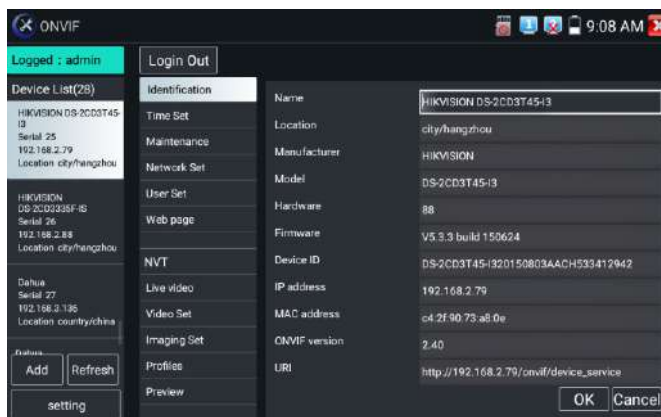 ONVIF
9:08 AM
Logged : admin
Login Out
Device List(28)
HIKVISION DS-2CD3T45-
I3
Serial 25
192.168.2.79
Location city/hangzhou
HIKVISION
DS-2CD3335F-IS
Serial 26
192.168.2.88
Location city/hangzhou
Dahua
Serial 27
192.168.3.136
Location country/china
Dahua
Add
Refresh
setting
Identification
Time Set
Maintenance
Network Set
User Set
Web page
NVT
Live video
Video Set
Imaging Set
Profiles
Preview
Name
HIKVISION DS-2CD3T45-I3
Location
city/hangzhou
Manufacturer
HIKVISION
Model
DS-2CD3T45-I3
Hardware
88
Firmware
V5.3.3 build 150624
Device ID
DS-2CD3T45-I320150803AACH533412942
IP address
192.168.2.79
MAC address
c4:2f:90:73:a8:0e
ONVIF version
2.40
URI
http://192.168.2.79/onvif/device_service
OK
Cancel